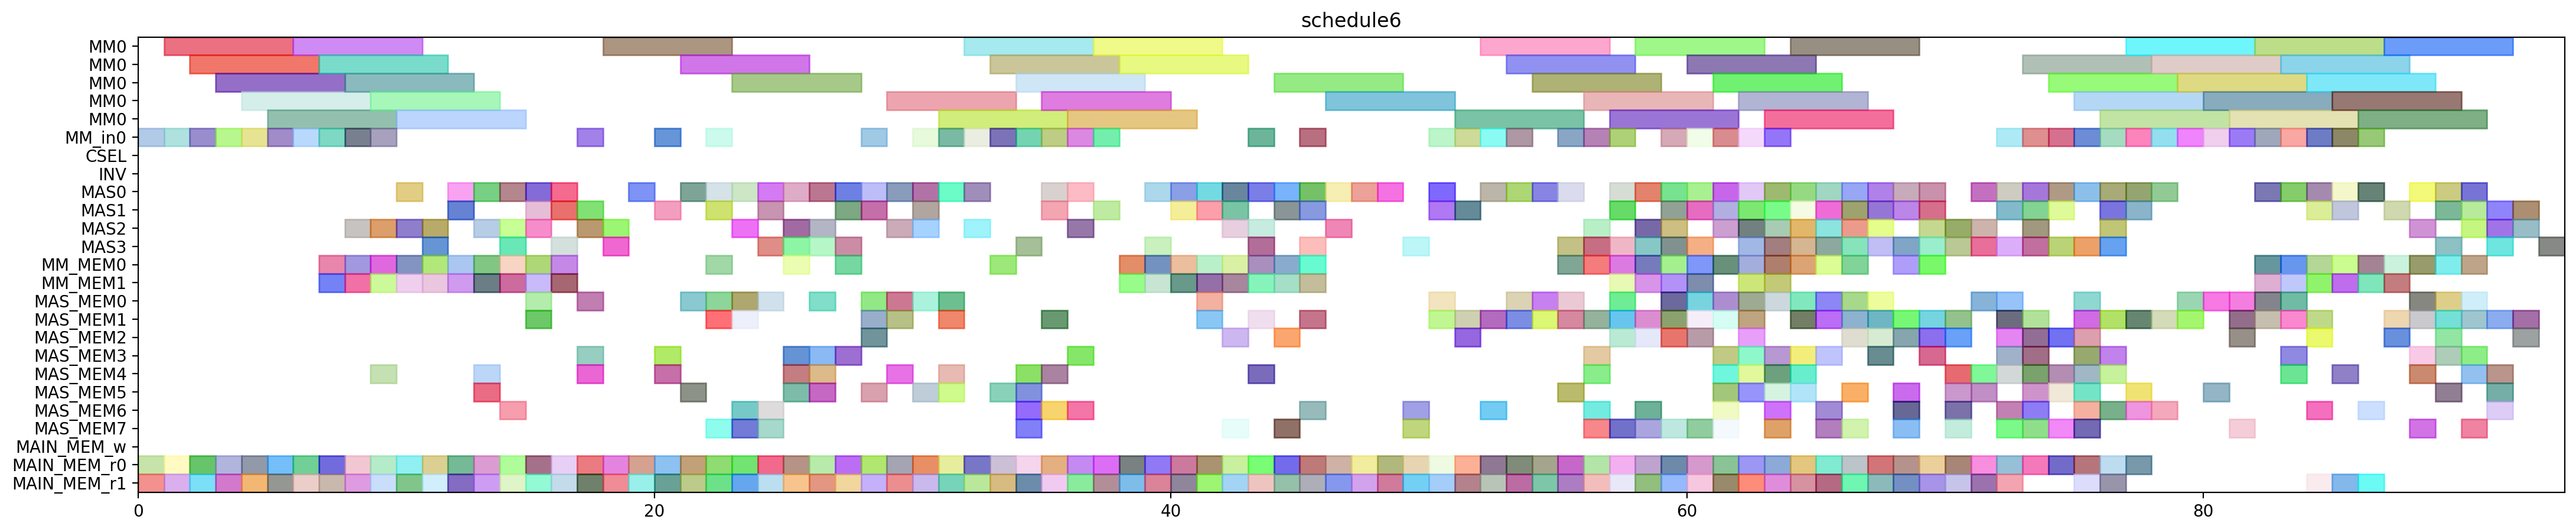 schedule6
MM0
MM0
MM0
MM0
MM0
MM_in0
CSEL
INV
MAS0
MAS1
MAS2
MAS3
MM_MEM0
MM_MEM1
MAS_MEM0
MAS_MEM1
MAS_MEM2
MAS_MEM3
MAS_MEM4
MAS_MEM5
MAS_MEM6
MAS_MEM7
MAIN_MEM_w
MAIN_MEM_r0
MAIN_MEM_r1
0 20 40 60 80